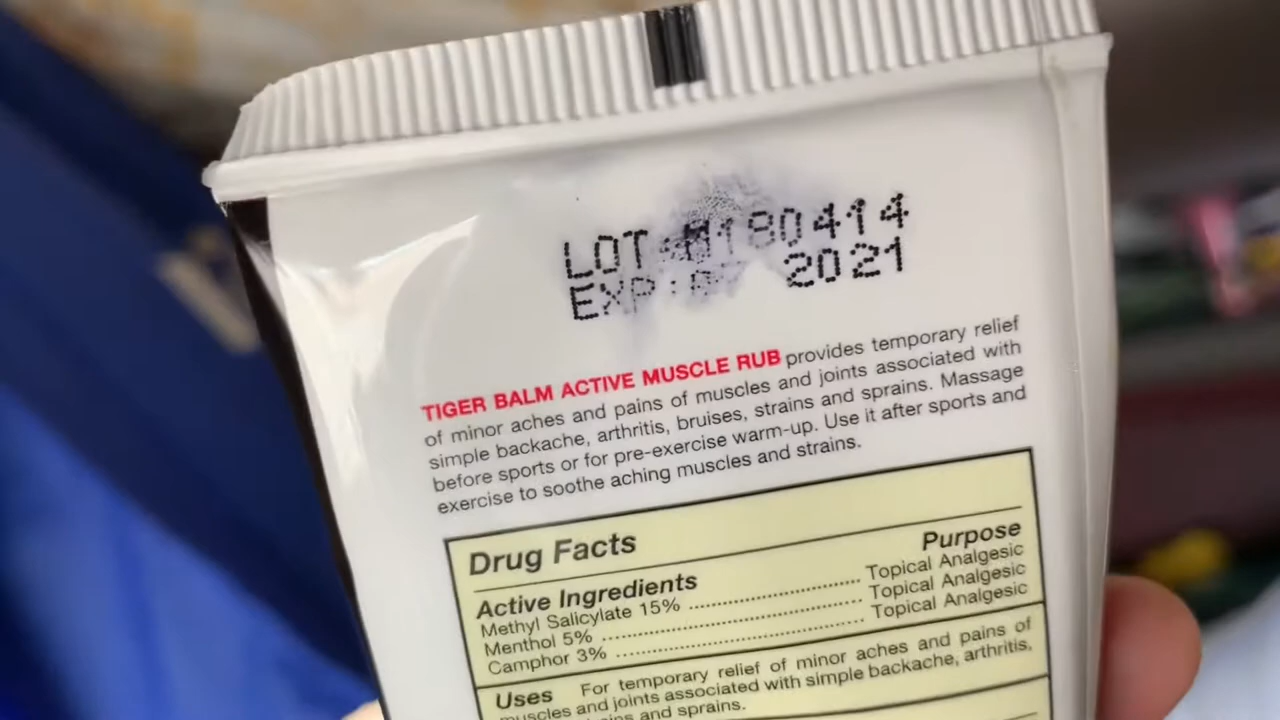 LOT 180414
EXP: 2021
TIGER BALM ACTIVE MUSCLE RUB provides temporary relief
of minor aches and pains of muscles and joints associated with
simple backache, arthritis, bruises, strains and sprains. Massage
before sports or for pre-exercise warm-up. Use it after sports and
exercise to soothe aching muscles and strains.
Drug Facts
Active Ingredients Purpose
Methyl Salicylate 15% ........................ Topical Analgesic
Menthol 5% ........................ Topical Analgesic
Camphor 3% ........................ Topical Analgesic
Uses For temporary relief of minor aches and pains of
muscles and joints associated with simple backache, arthritis,
and sprains.